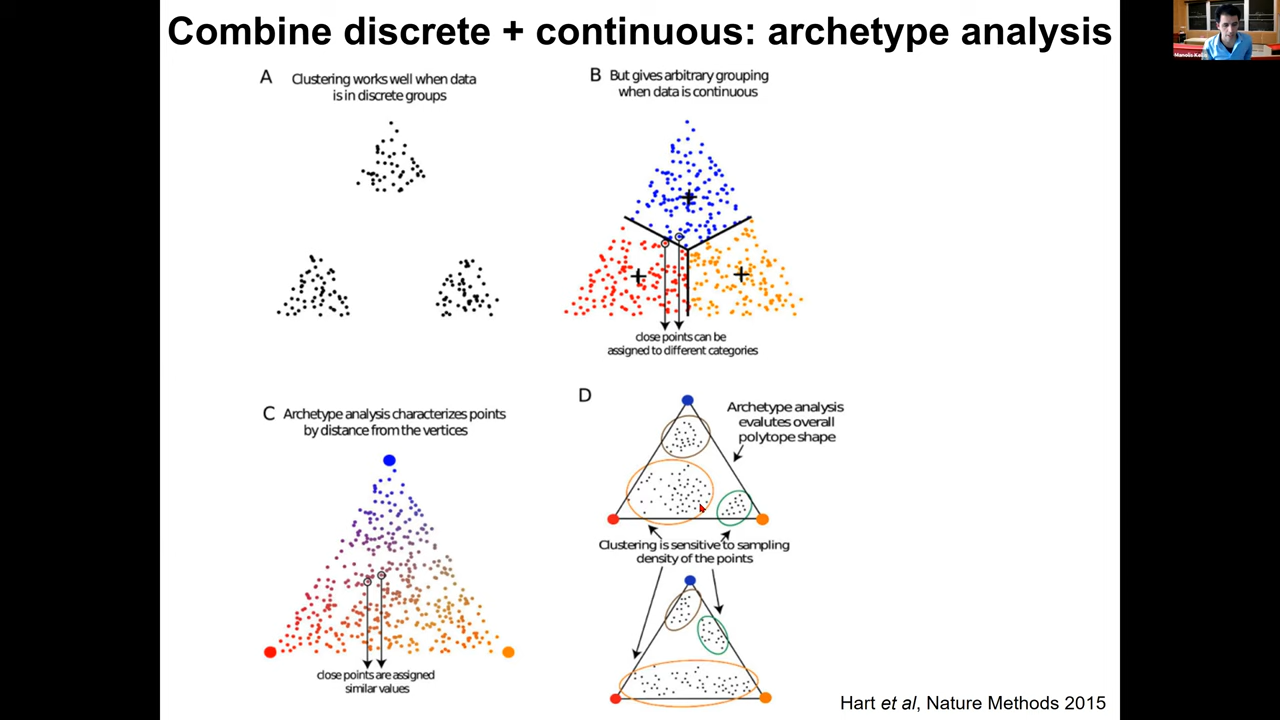 Combine discrete + continuous: archetype analysis
A
Clustering works well when data
is in discrete groups
B
But gives arbitrary grouping
when data is continuous
close points can be
assigned to different categories
C
Archetype analysis characterizes points
by distance from the vertices
close points are assigned
similar values
D
Archetype analysis
evalutes overall
polytope shape
Clustering is sensitive to sampling
density of the points
Hart et al, Nature Methods 2015